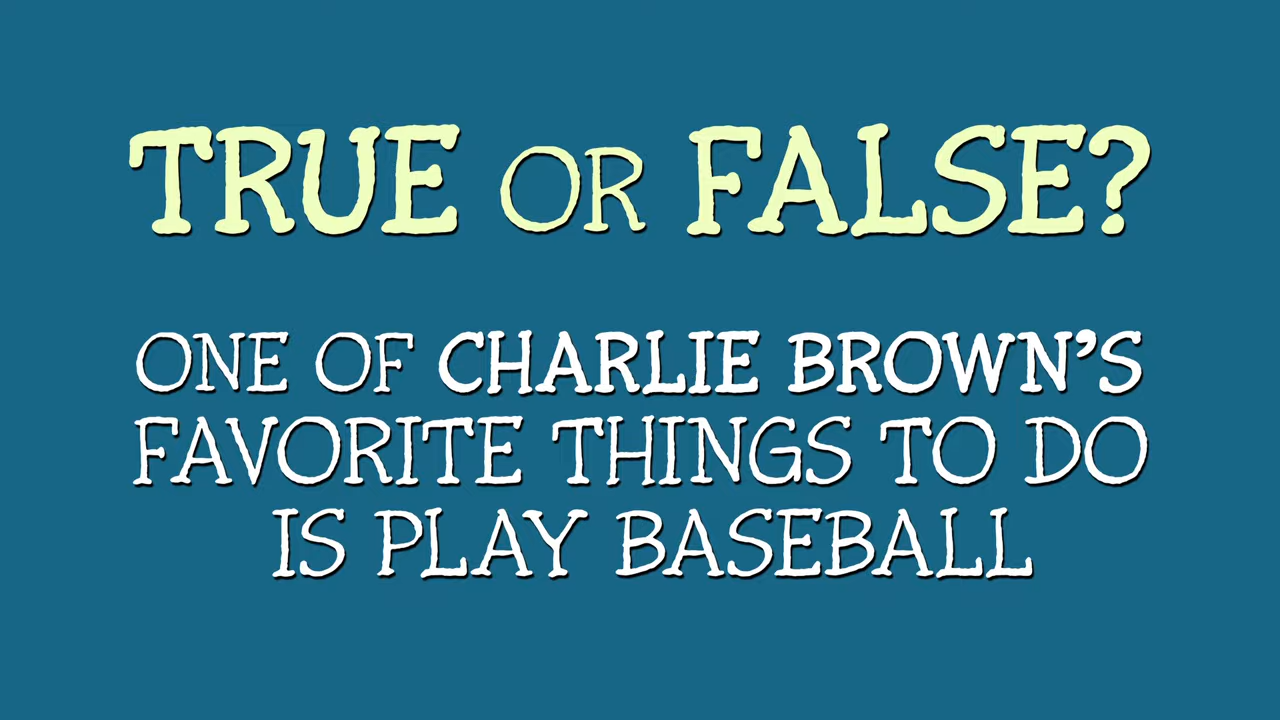 TRUE OR FALSE?
ONE OF CHARLIE BROWN’S
FAVORITE THINGS TO DO
IS PLAY BASEBALL